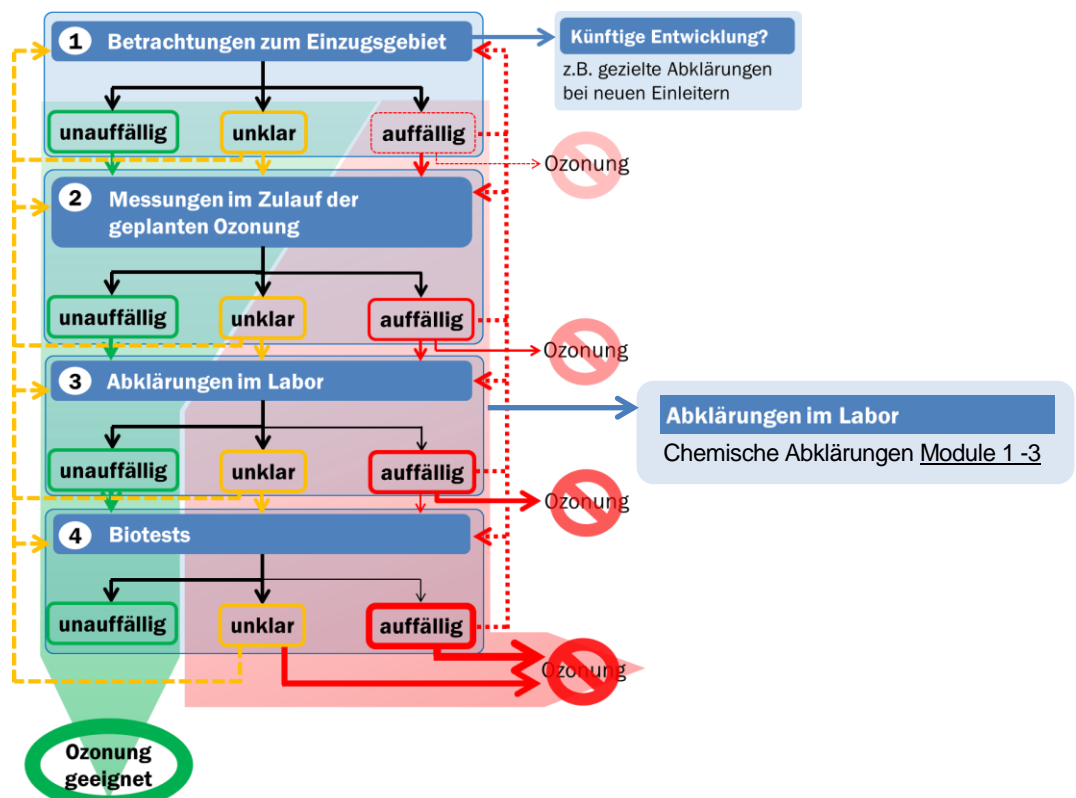 1 Betrachtungen zum Einzugsgebiet
Künftige Entwicklung?
z.B. gezielte Abklärungen
bei neuen Einleitern
unauffällig unklar auffällig
Ozonung
2 Messungen im Zulauf der
geplanten Ozonung
unauffällig unklar auffällig
Ozonung
3 Abklärungen im Labor
Abklärungen im Labor
Chemische Abklärungen Module 1 -3
unauffällig unklar auffällig
Ozonung
4 Biotests
unauffällig unklar auffällig
Ozonung
Ozonung
geeignet